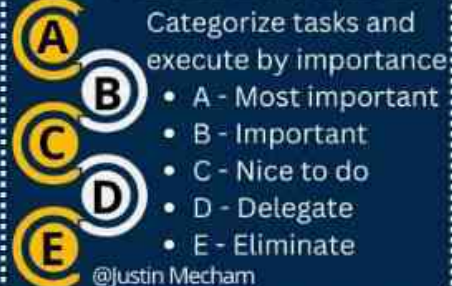 A
B
C
D
E
Categorize tasks and
execute by importance
• A - Most important
• B - Important
• C - Nice to do
• D - Delegate
• E - Eliminate
@Justin Mecham